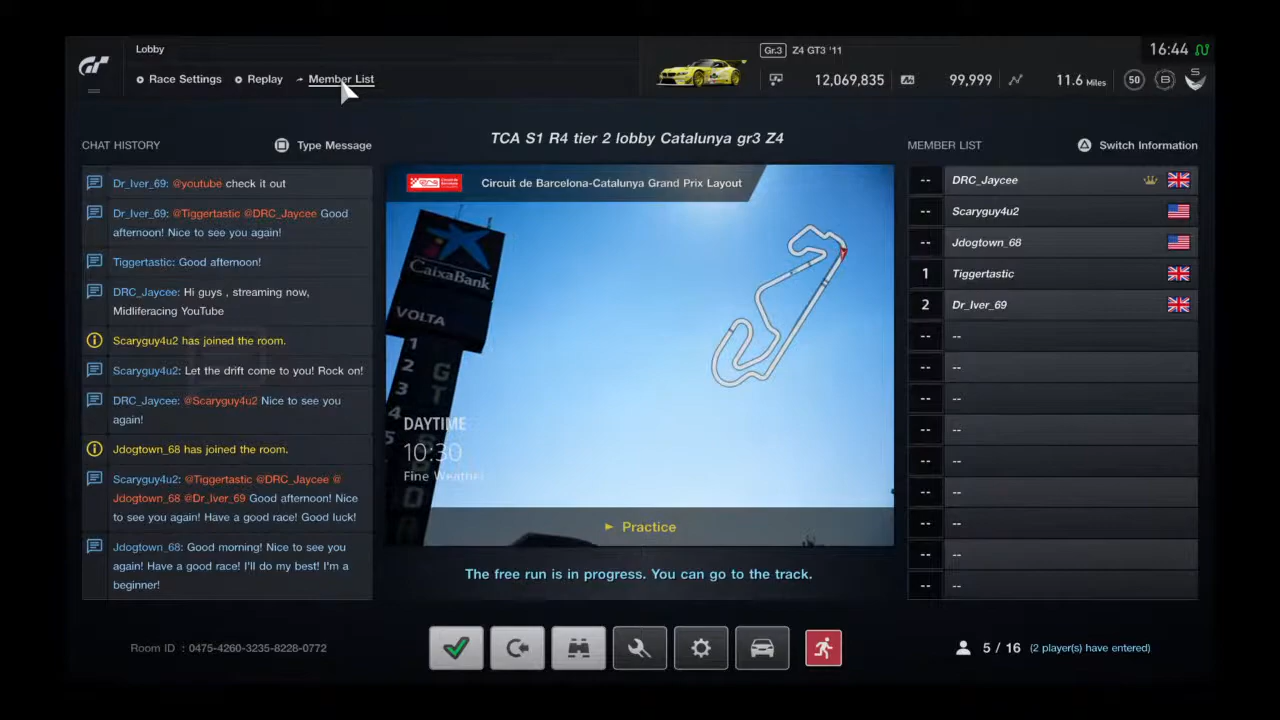 Lobby
Race Settings
Replay
Member List
Gr.3 Z4 GT3 '11
12,069,835
99,999
11.6 Miles
50
B
S
16:44
CHAT HISTORY
Type Message
TCA S1 R4 tier 2 lobby Catalunya gr3 Z4
MEMBER LIST
Switch Information
Dr_Iver_69: @youtube check it out
Dr_Iver_69: @Tiggertastic @DRC_Jaycee Good
afternoon! Nice to see you again!
Tiggertastic: Good afternoon!
DRC_Jaycee: Hi guys , streaming now,
Midliferacing YouTube
Scaryguy4u2 has joined the room.
Scaryguy4u2: Let the drift come to you! Rock on!
DRC_Jaycee: @Scaryguy4u2 Nice to see you
again!
Jdogtown_68 has joined the room.
Scaryguy4u2: @Tiggertastic @DRC_Jaycee @
Jdogtown_68 @Dr_Iver_69 Good afternoon! Nice
to see you again! Have a good race! Good luck!
Jdogtown_68: Good morning! Nice to see you
again! Have a good race! I'll do my best! I'm a
beginner!
Circuit de Barcelona-Catalunya Grand Prix Layout
CaixaBank
VOLTA
1
2
3
4
5
G
T
DAYTIME
10:30
Fine Weather
Practice
The free run is in progress. You can go to the track.
-- DRC_Jaycee
-- Scaryguy4u2
-- Jdogtown_68
1 Tiggertastic
2 Dr_Iver_69
-- --
-- --
-- --
-- --
-- --
-- --
-- --
-- --
-- --
Room ID : 0475-4260-3235-8228-0772
5 / 16 (2 player(s) have entered)